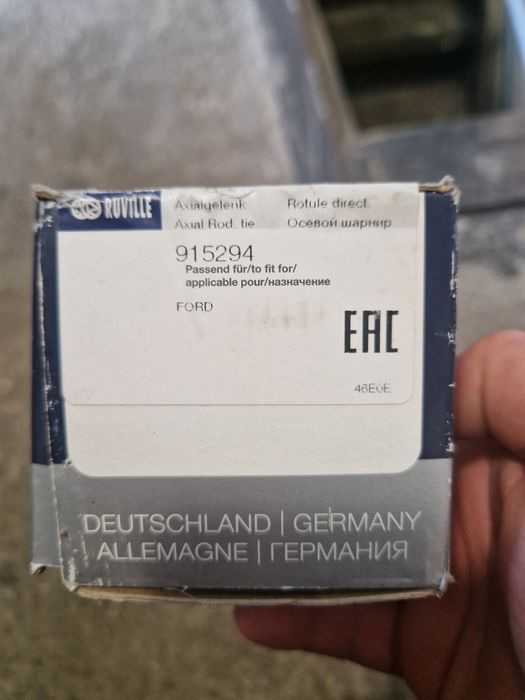 RUVILLE
Axialgelenk Rotule direct.
Axial Rod, tie Осевой шарнир
915294
Passend für/to fit for/
applicable pour/назначение
FORD
EAC
46E0E
DEUTSCHLAND | GERMANY
ALLEMAGNE | ГЕРМАНИЯ